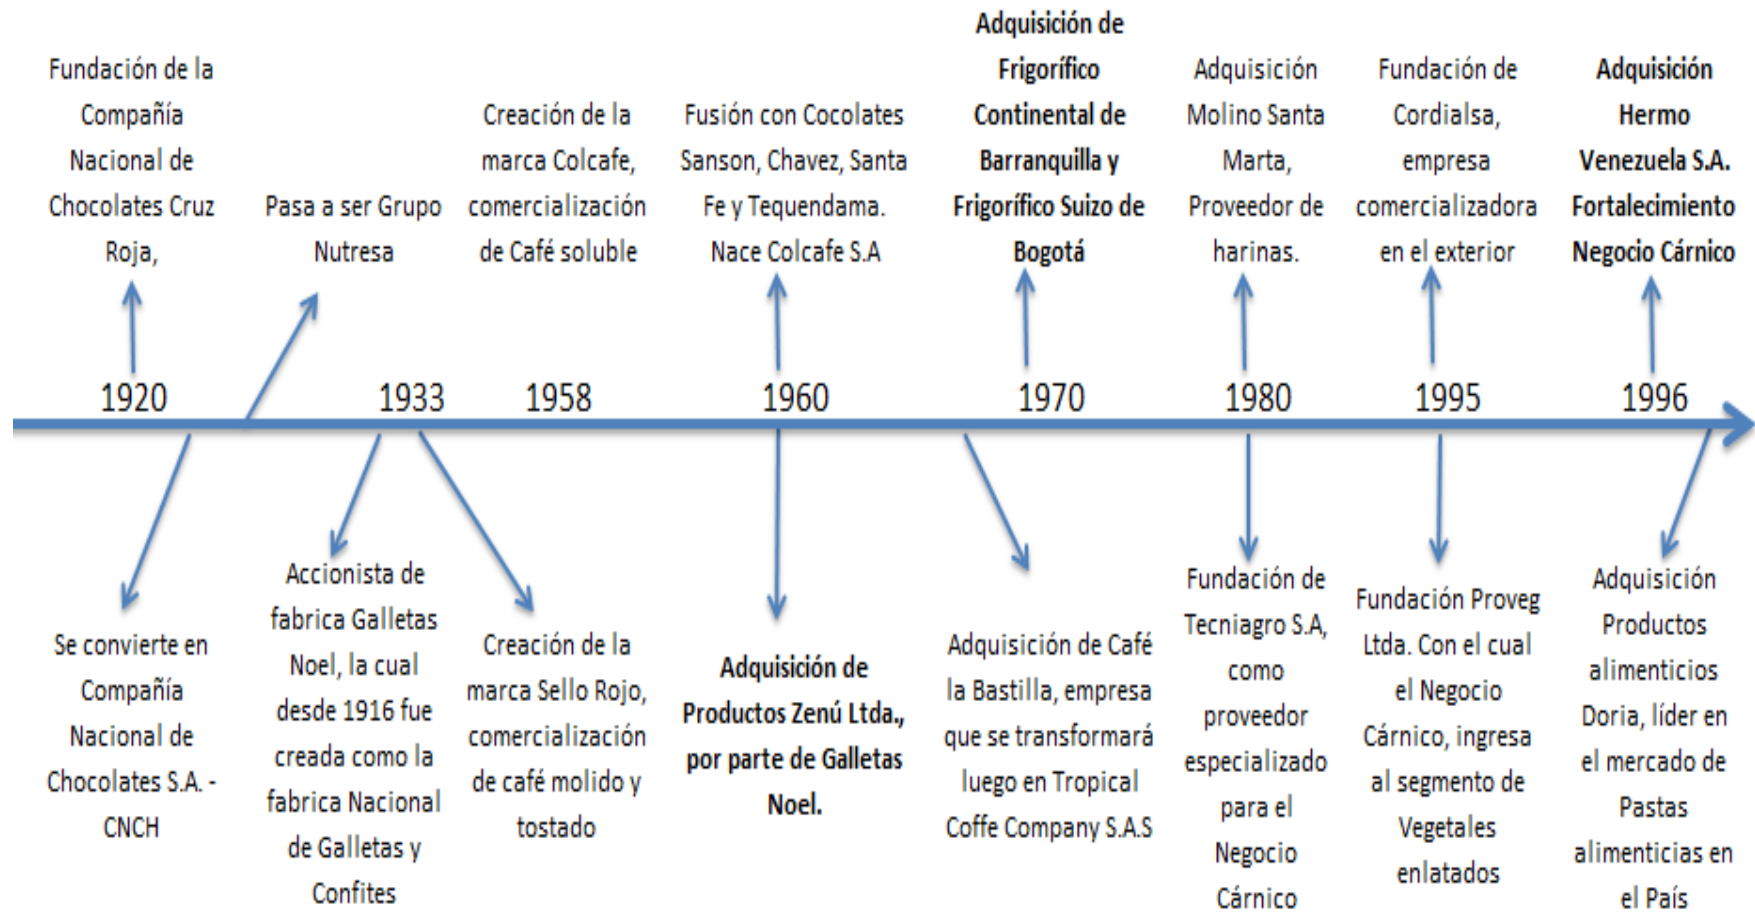 Fundación de la
Compañía
Nacional de
Chocolates Cruz
Roja,
Pasa a ser Grupo
Nutresa
Creación de la
marca Colcafe,
comercialización
de Café soluble
Fusión con Cocolates
Sanson, Chavez, Santa
Fe y Tequendama.
Nace Colcafe S.A
Adquisición de
Frigorífico
Continental de
Barranquilla y
Frigorífico Suizo de
Bogotá
Adquisición
Molino Santa
Marta,
Proveedor de
harinas.
Fundación de
Cordialsa,
empresa
comercializadora
en el exterior
Adquisición
Hermo
Venezuela S.A.
Fortalecimiento
Negocio Cárnico
1920
1933
1958
1960
1970
1980
1995
1996
Se convierte en
Compañía
Nacional de
Chocolates S.A. -
CNCH
Accionista de
fabrica Galletas
Noel, la cual
desde 1916 fue
creada como la
fabrica Nacional
de Galletas y
Confites
Creación de la
marca Sello Rojo,
comercialización
de café molido y
tostado
Adquisición de
Productos Zenú Ltda.,
por parte de Galletas
Noel.
Adquisición de Café
la Bastilla, empresa
que se transformará
luego en Tropical
Coffe Company S.A.S
Fundación de
Tecniagro S.A,
como
proveedor
especializado
para el
Negocio
Cárnico
Fundación Proveg
Ltda. Con el cual
el Negocio
Cárnico, ingresa
al segmento de
Vegetales
enlatados
Adquisición
Productos
alimenticios
Doria, líder en
el mercado de
Pastas
alimenticias en
el País